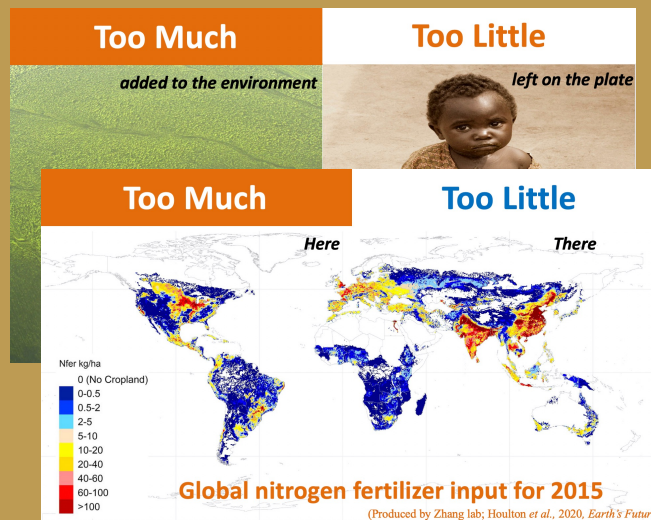 Too Much
Too Little
added to the environment
left on the plate
Too Much
Too Little
Here
There
Nfer kg/ha
0 (No Cropland)
0-0.5
0.5-2
2-5
5-10
10-20
20-40
40-60
60-100
>100
Global nitrogen fertilizer input for 2015
(Produced by Zhang lab; Houlton et al., 2020, Earth's Futur